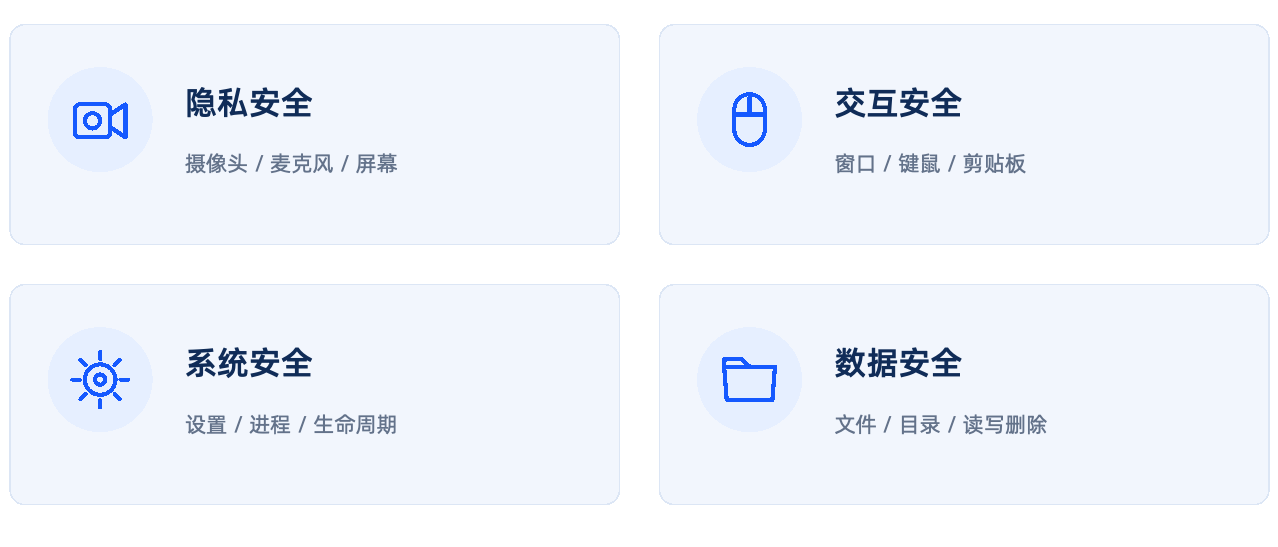 隐私安全
摄像头 / 麦克风 / 屏幕
交互安全
窗口 / 键鼠 / 剪贴板
系统安全
设置 / 进程 / 生命周期
数据安全
文件 / 目录 / 读写删除